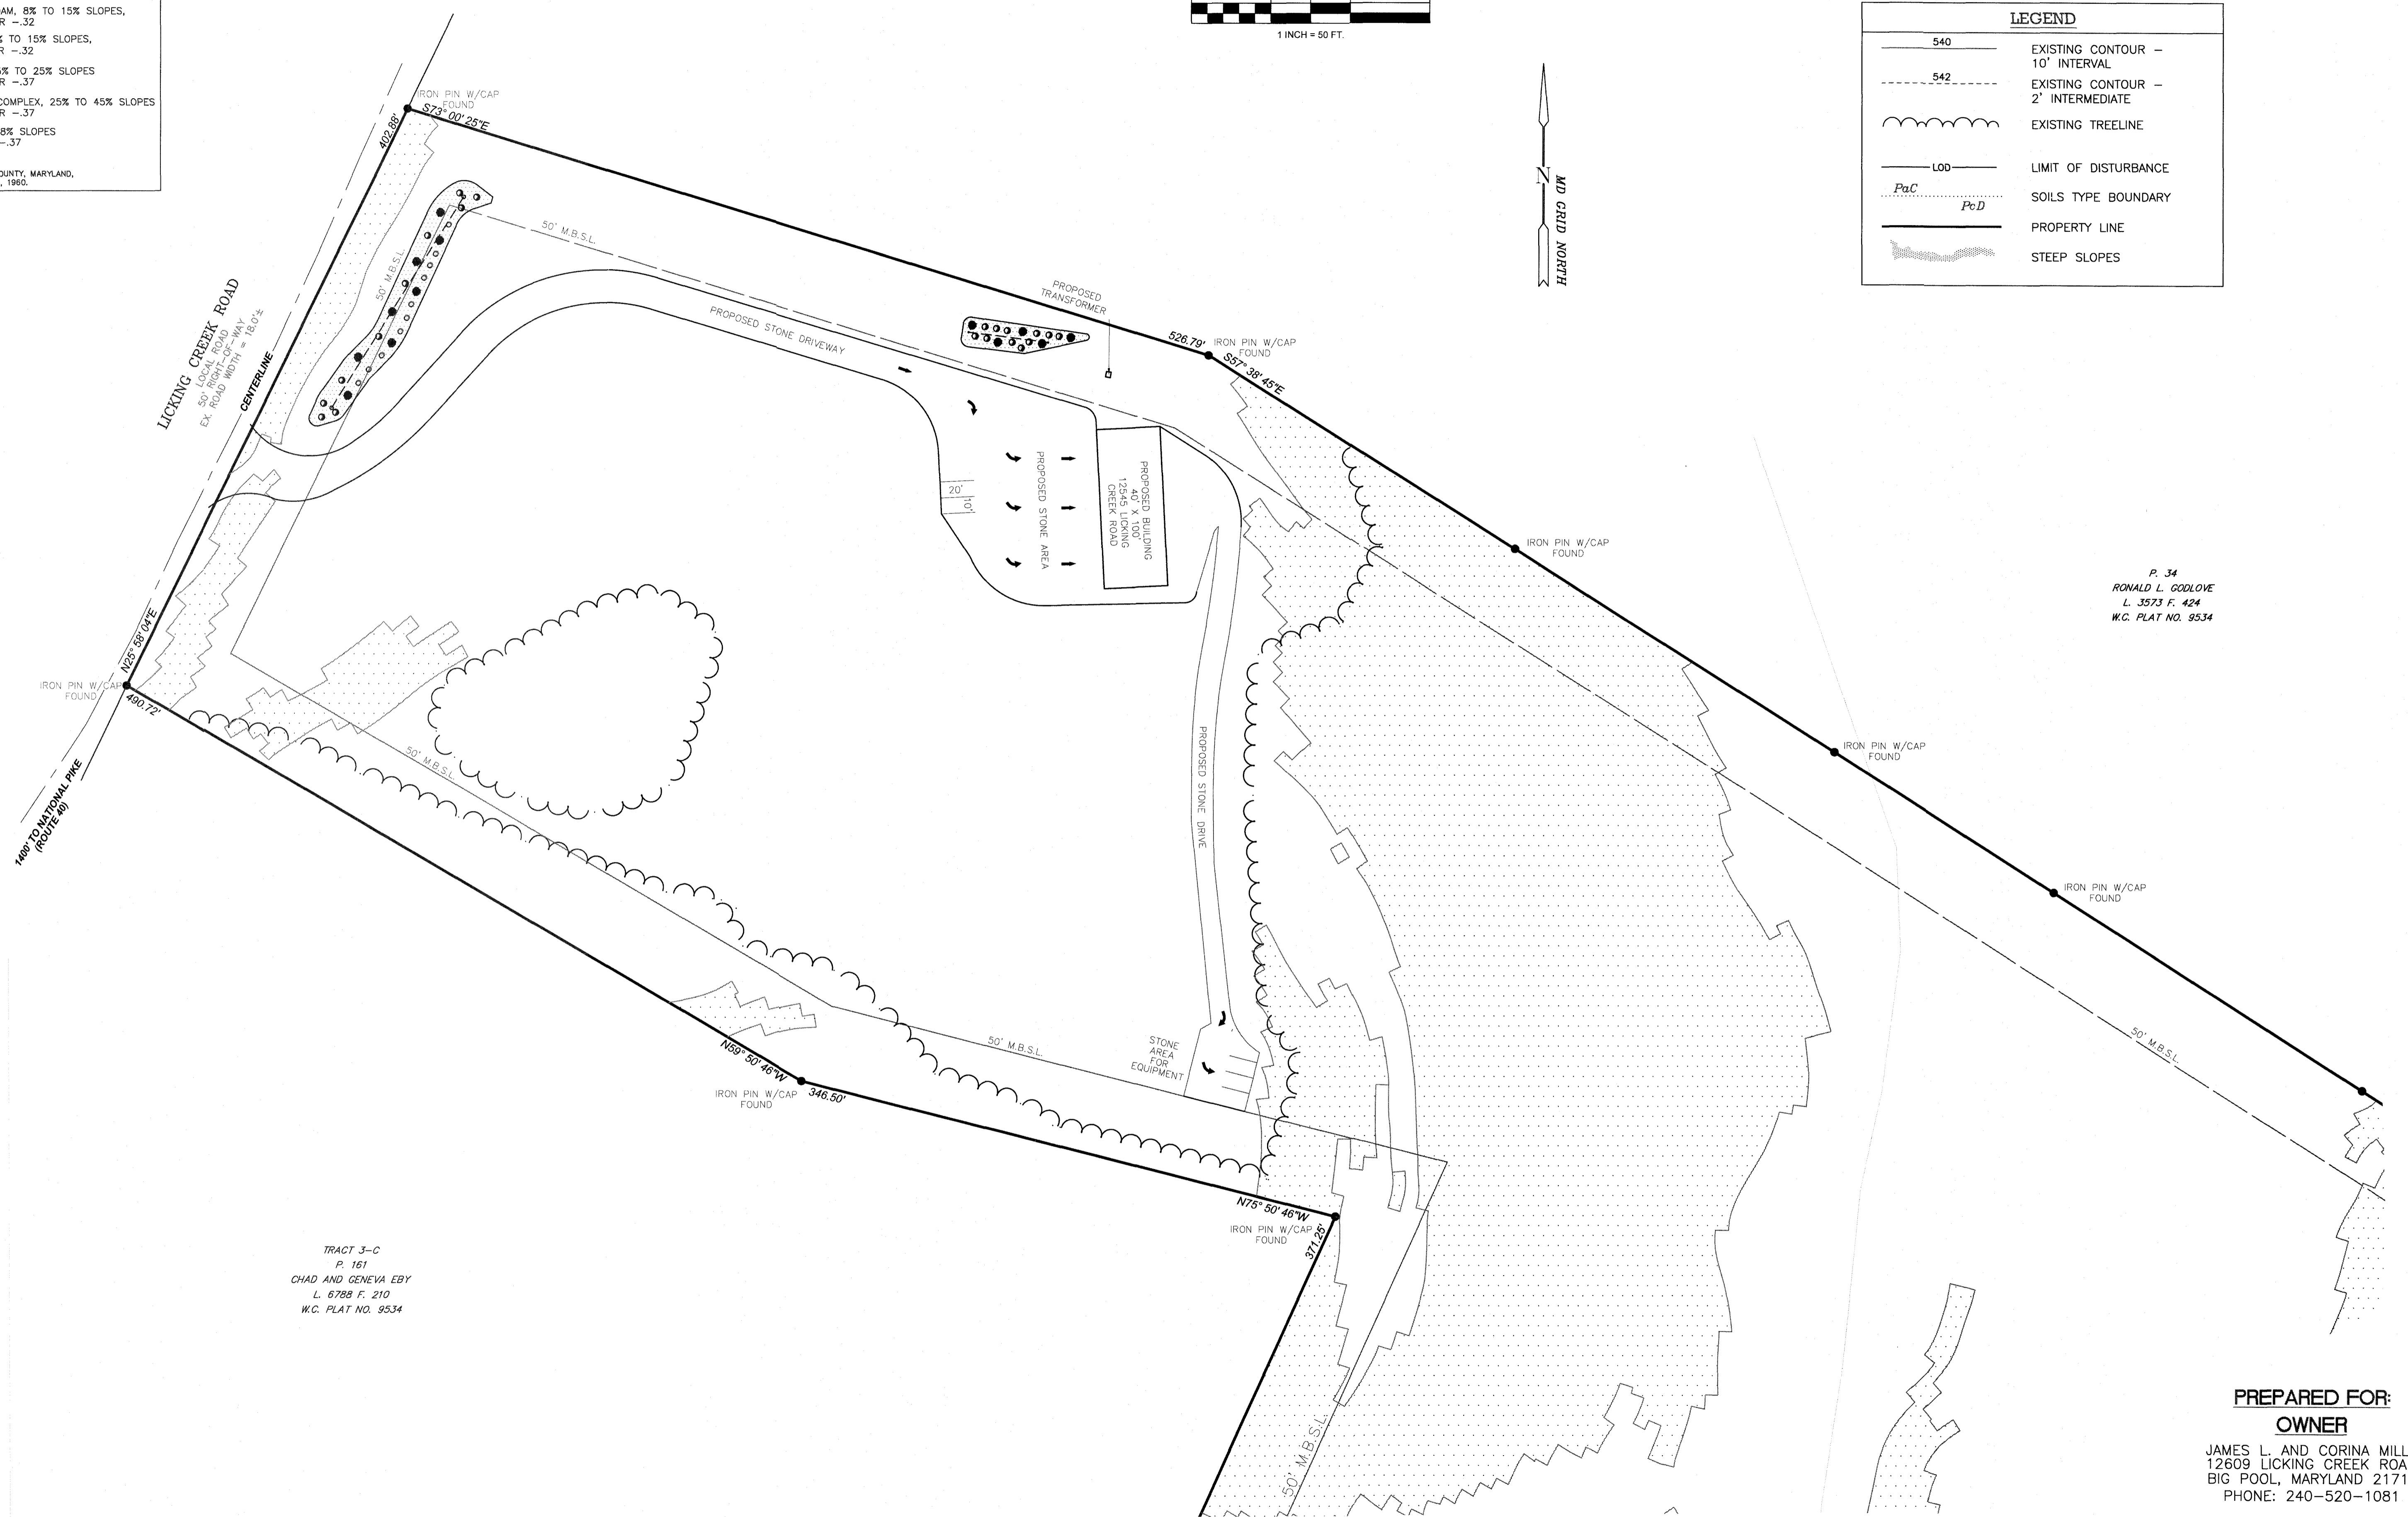 AM, 8% TO 15% SLOPES,
R -.32
% TO 15% SLOPES,
R -.32
5% TO 25% SLOPES
R -.37
COMPLEX, 25% TO 45% SLOPES
R -.37
8% SLOPES
-.37
OUNTY, MARYLAND,
, 1960.
1 INCH = 50 FT.
LEGEND
540
EXISTING CONTOUR -
10' INTERVAL
542
EXISTING CONTOUR -
2' INTERMEDIATE
EXISTING TREELINE
LOD
LIMIT OF DISTURBANCE
PaC
PcD
SOILS TYPE BOUNDARY
PROPERTY LINE
STEEP SLOPES
N
MD GRID NORTH
IRON PIN W/CAP
FOUND
S73° 00' 25"E
402.88'
50' M.B.S.L.
50' M.B.S.L.
LICKING CREEK ROAD
LOCAL ROAD
50' RIGHT-OF-WAY
EX. ROAD WIDTH = 18.0'±
CENTERLINE
PROPOSED STONE DRIVEWAY
PROPOSED
TRANSFORMER
526.79'
IRON PIN W/CAP
FOUND
S57° 38' 45"E
20'
10'
PROPOSED STONE AREA
PROPOSED BUILDING
40' X 100'
12545 LICKING
CREEK ROAD
IRON PIN W/CAP
FOUND
P. 34
RONALD L. GODLOVE
L. 3573 F. 424
W.C. PLAT NO. 9534
N25° 58' 04"E
IRON PIN W/CAP
FOUND
490.72'
1400' TO NATIONAL PIKE
(ROUTE 40)
50' M.B.S.L.
PROPOSED STONE DRIVE
IRON PIN W/CAP
FOUND
IRON PIN W/CAP
FOUND
50' M.B.S.L.
50' M.B.S.L.
STONE
AREA
FOR
EQUIPMENT
N59° 50' 46"W
IRON PIN W/CAP
FOUND
346.50'
N75° 50' 46"W
IRON PIN W/CAP
FOUND
371.25'
50' M.B.S.L.
TRACT 3-C
P. 161
CHAD AND GENEVA EBY
L. 6788 F. 210
W.C. PLAT NO. 9534
PREPARED FOR:
OWNER
JAMES L. AND CORINA MILL
12609 LICKING CREEK ROA
BIG POOL, MARYLAND 2171
PHONE: 240-520-1081